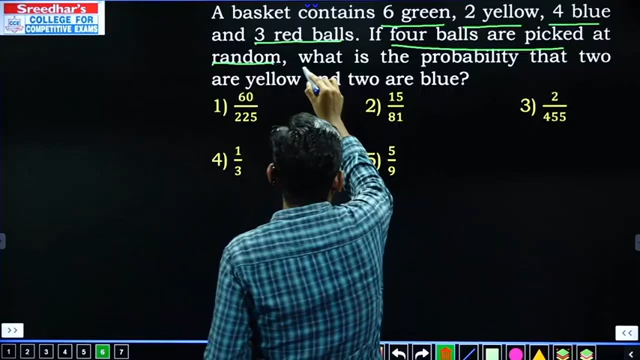 Sreedhar's
CCE
COLLEGE FOR
COMPETITIVE EXAMS
A basket contains 6 green, 2 yellow, 4 blue
and 3 red balls. If four balls are picked at
random, what is the probability that two
are yellow and two are blue?
1) 60/225 2) 15/81 3) 2/455
4) 1/3 5) 5/9
>> 1 2 3 4 5 6 7 <<